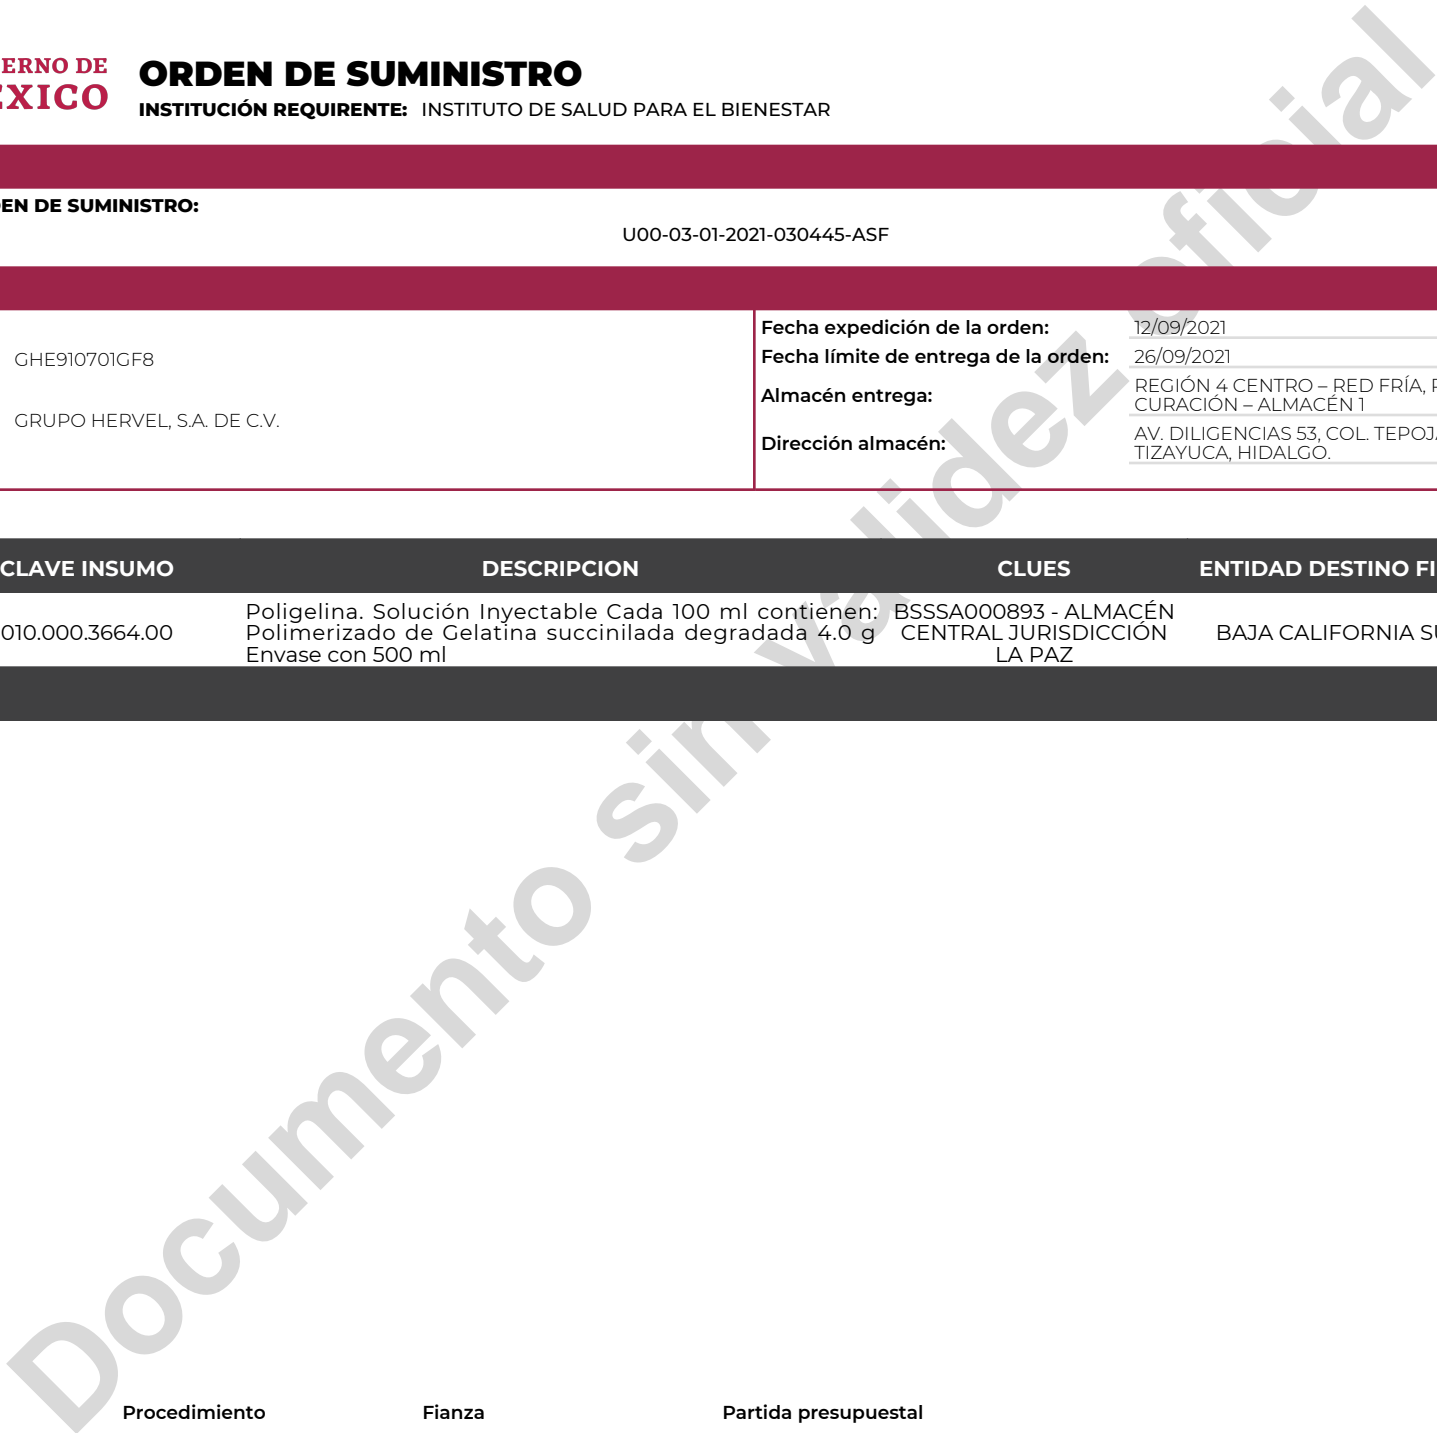 ERNO DE
EXICO
ORDEN DE SUMINISTRO
INSTITUCIÓN REQUIRENTE: INSTITUTO DE SALUD PARA EL BIENESTAR
EN DE SUMINISTRO:
U00-03-01-2021-030445-ASF
GHE910701GF8
GRUPO HERVEL, S.A. DE C.V.
Fecha expedición de la orden: 12/09/2021
Fecha límite de entrega de la orden: 26/09/2021
Almacén entrega: REGIÓN 4 CENTRO – RED FRÍA,
CURACIÓN – ALMACÉN 1
Dirección almacén: AV. DILIGENCIAS 53, COL. TEPOJ
TIZAYUCA, HIDALGO.
CLAVE INSUMO DESCRIPCION CLUES ENTIDAD DESTINO FI
010.000.3664.00
Poligelina. Solución Inyectable Cada 100 ml contienen:
Polimerizado de Gelatina succinilada degradada 4.0 g
Envase con 500 ml
BSSSA000893 - ALMACÉN
CENTRAL JURISDICCIÓN
LA PAZ
BAJA CALIFORNIA SU
Documento sin validez oficial
Procedimiento Fianza Partida presupuestal